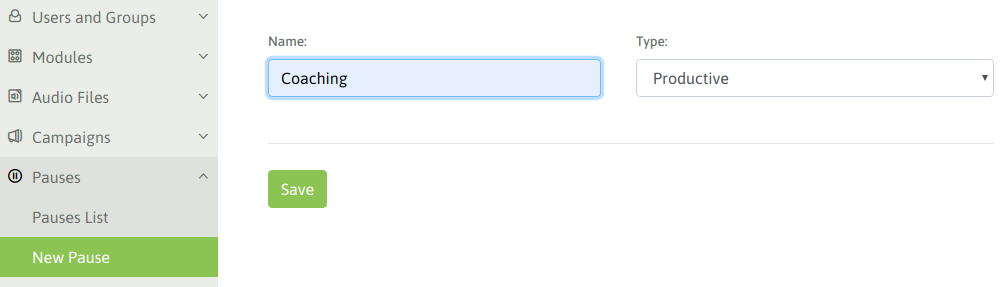 Users and Groups
Modules
Audio Files
Campaigns
Pauses
Pauses List
New Pause
Name:
Coaching
Type:
Productive
Save